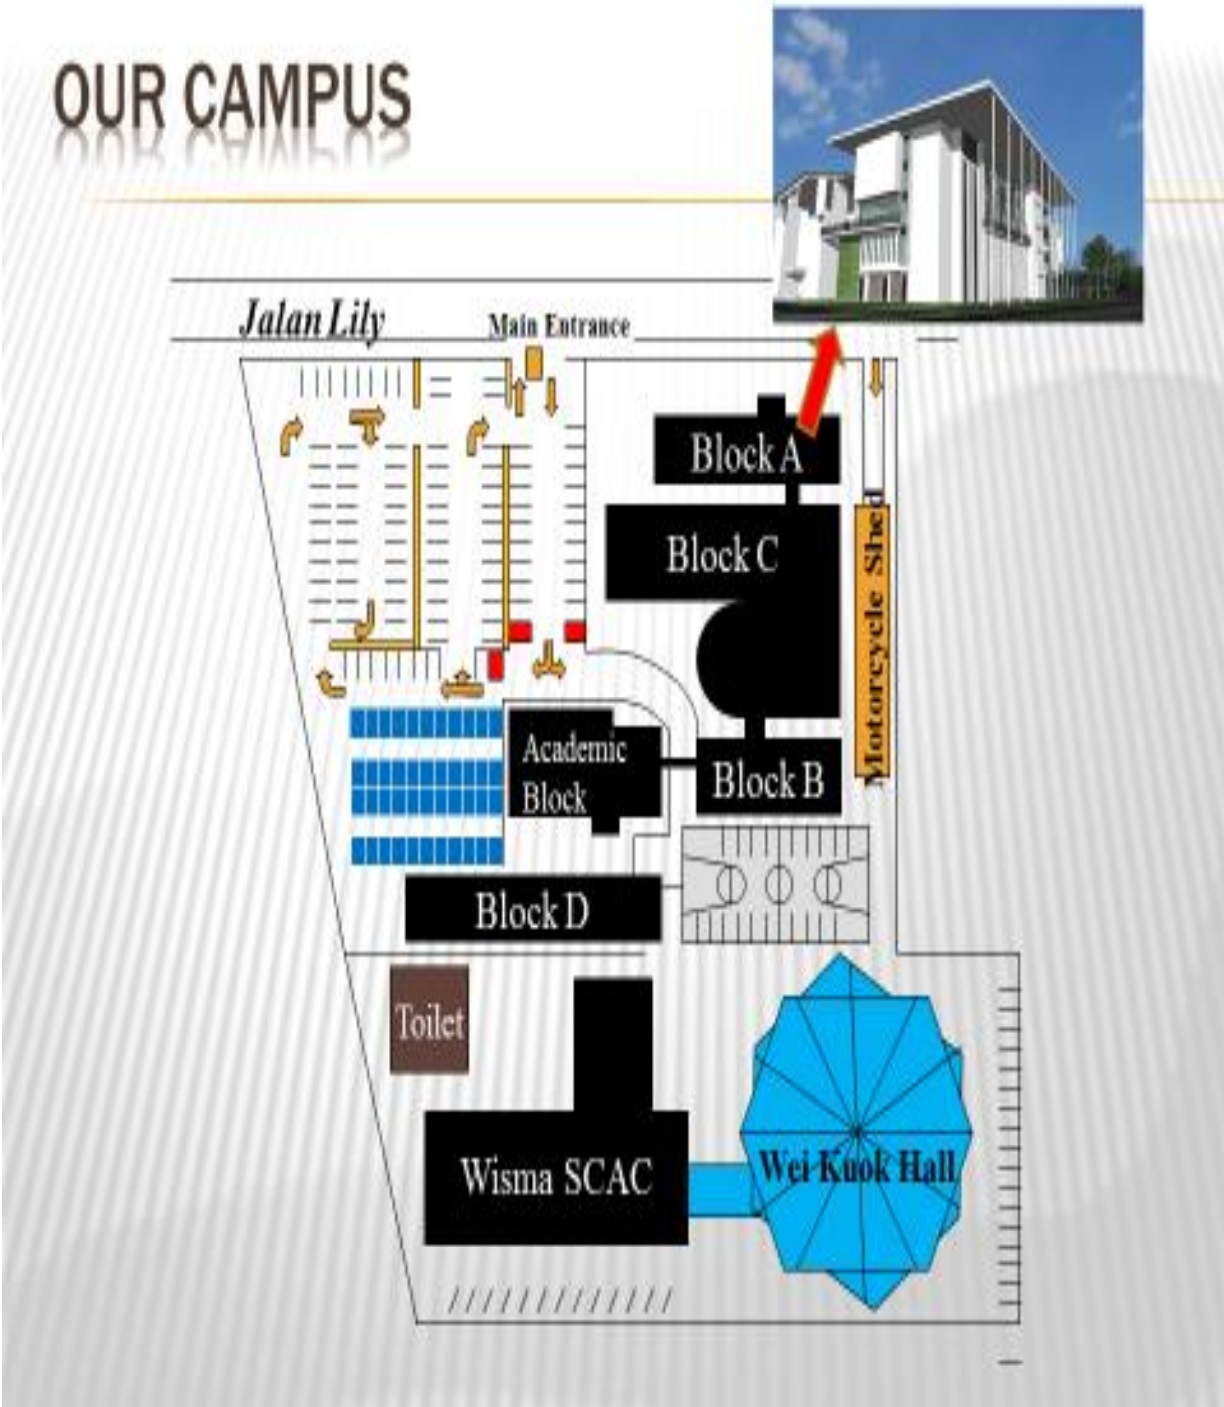 OUR CAMPUS
Jalan Lily
Main Entrance
Block A
Block C
Motorcycle Shed
Academic
Block
Block B
Block D
Toilet
Wisma SCAC
Wei Kuok Hall